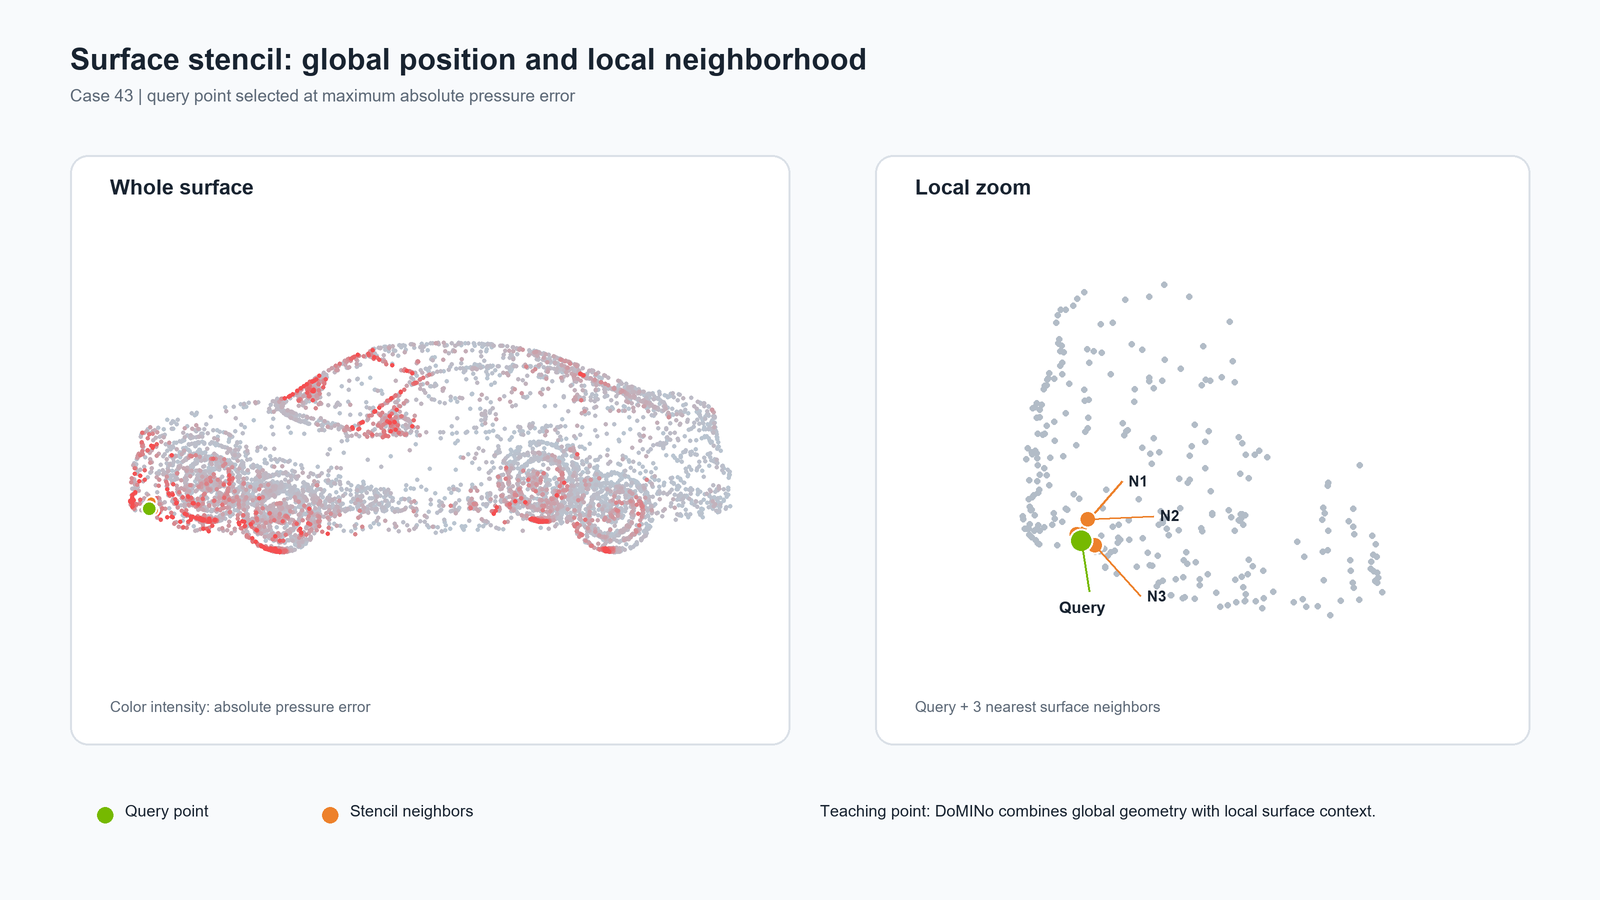 Surface stencil: global position and local neighborhood
Case 43 | query point selected at maximum absolute pressure error
Whole surface
Color intensity: absolute pressure error
Local zoom
N1
N2
N3
Query
Query + 3 nearest surface neighbors
Query point
Stencil neighbors
Teaching point: DoMINo combines global geometry with local surface context.